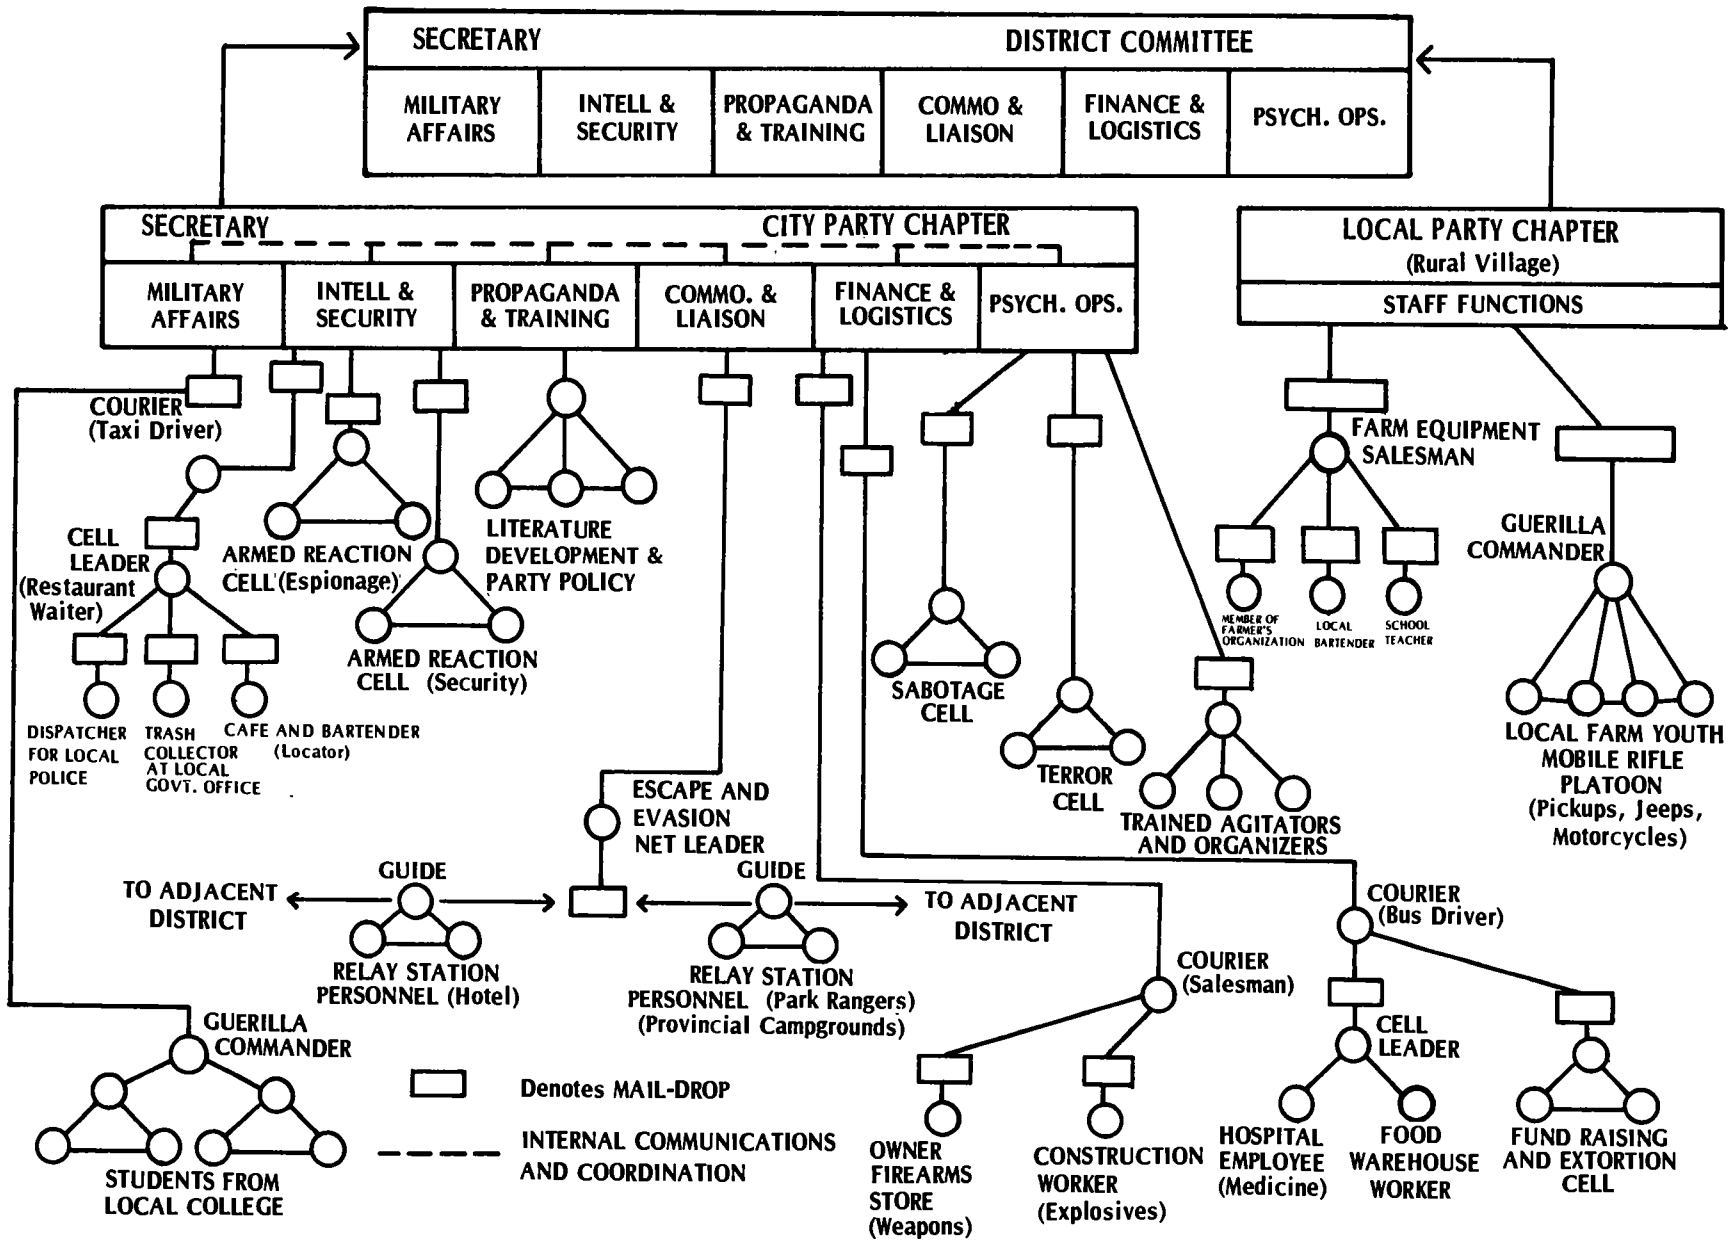 SECRETARY
DISTRICT COMMITTEE
MILITARY
AFFAIRS
INTELL &
SECURITY
PROPAGANDA
& TRAINING
COMMO &
LIAISON
FINANCE &
LOGISTICS
PSYCH. OPS.
SECRETARY
CITY PARTY CHAPTER
MILITARY
AFFAIRS
INTELL &
SECURITY
PROPAGANDA
& TRAINING
COMMO. &
LIAISON
FINANCE &
LOGISTICS
PSYCH. OPS.
LOCAL PARTY CHAPTER
(Rural Village)
STAFF FUNCTIONS
COURIER
(Taxi Driver)
CELL
LEADER
(Restaurant
Waiter)
DISPATCHER
FOR LOCAL
POLICE
TRASH
COLLECTOR
AT LOCAL
GOVT. OFFICE
CAFE AND BARTENDER
(Locator)
ARMED REACTION
CELL (Espionage)
ARMED REACTION
CELL (Security)
LITERATURE
DEVELOPMENT &
PARTY POLICY
SABOTAGE
CELL
TERROR
CELL
TRAINED AGITATORS
AND ORGANIZERS
FARM EQUIPMENT
SALESMAN
MEMBER OF
FARMER'S
ORGANIZATION
LOCAL
BARTENDER
SCHOOL
TEACHER
GUERILLA
COMMANDER
LOCAL FARM YOUTH
MOBILE RIFLE
PLATOON
(Pickups, Jeeps,
Motorcycles)
ESCAPE AND
EVASION
NET LEADER
TO ADJACENT
DISTRICT
GUIDE
RELAY STATION
PERSONNEL (Hotel)
GUIDE
RELAY STATION
PERSONNEL (Park Rangers)
(Provincial Campgrounds)
TO ADJACENT
DISTRICT
COURIER
(Salesman)
COURIER
(Bus Driver)
GUERILLA
COMMANDER
STUDENTS FROM
LOCAL COLLEGE
Denotes MAIL-DROP
INTERNAL COMMUNICATIONS
AND COORDINATION
OWNER
FIREARMS
STORE
(Weapons)
CONSTRUCTION
WORKER
(Explosives)
CELL
LEADER
HOSPITAL
EMPLOYEE
(Medicine)
FOOD
WAREHOUSE
WORKER
FUND RAISING
AND EXTORTION
CELL